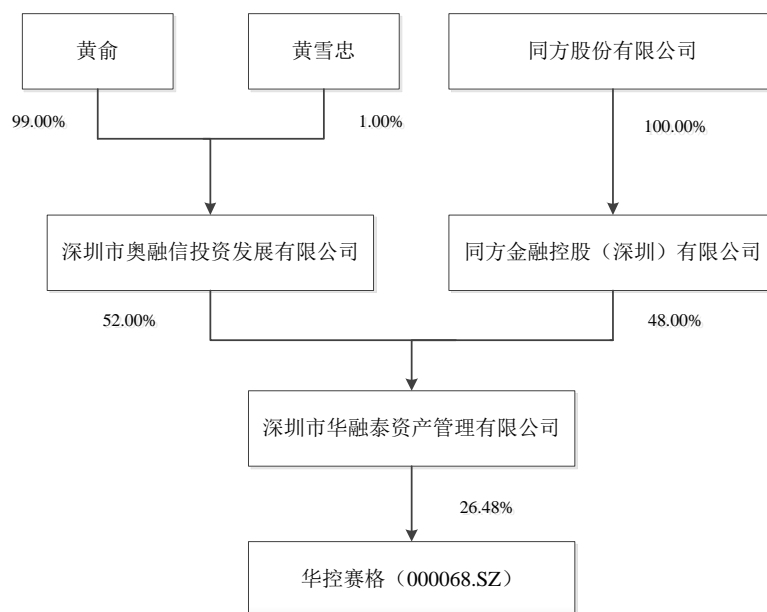 黄俞
黄雪忠
同方股份有限公司
99.00%
1.00%
100.00%
深圳市奥融信投资发展有限公司
同方金融控股（深圳）有限公司
52.00%
48.00%
深圳市华融泰资产管理有限公司
26.48%
华控赛格（000068.SZ）